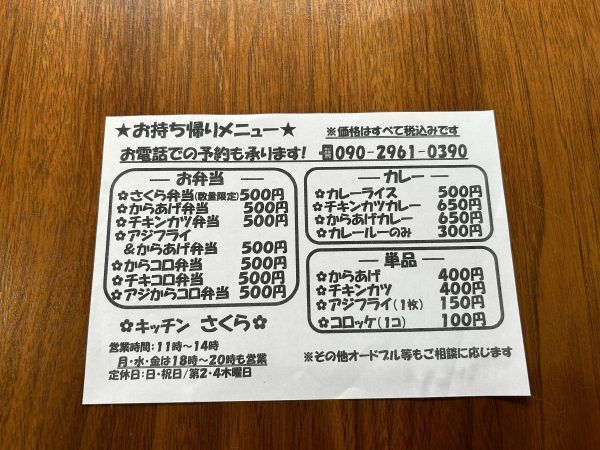 ★お持ち帰りメニュー★
※価格はすべて税込みです
お電話での予約も承ります! 090-2961-0390
お弁当
✿さくら弁当(数量限定)500円
✿からあげ弁当 500円
✿チキンカツ弁当 500円
✿アジフライ
&からあげ弁当 500円
✿からコロ弁当 500円
✿チキコロ弁当 500円
✿アジからコロ弁当 500円
カレー
✿カレーライス 500円
✿チキンカツカレー 650円
✿からあげカレー 650円
✿カレールーのみ 300円
単品
✿からあげ 400円
✿チキンカツ 400円
✿アジフライ(1枚) 150円
✿コロッケ(1コ) 100円
✿キッチン さくら✿
営業時間:11時〜14時
月・水・金は18時〜20時も営業
定休日:日・祝日/第2・4木曜日
※その他オードブル等もご相談に応じます